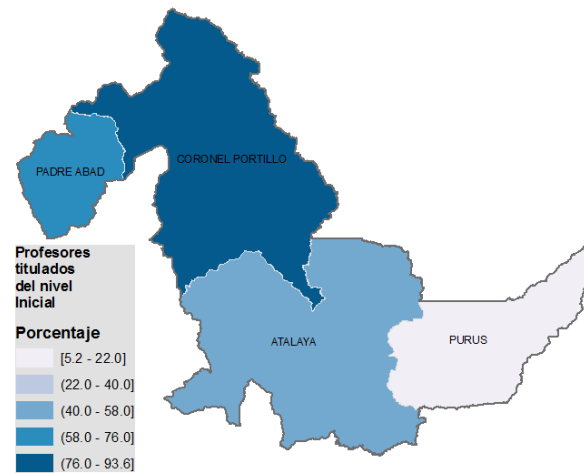 PADRE ABAD
CORONEL PORTILLO
ATALAYA
PURUS
Profesores
titulados
del nivel
Inicial
Porcentaje
[5.2 - 22.0]
(22.0 - 40.0]
(40.0 - 58.0]
(58.0 - 76.0]
(76.0 - 93.6]